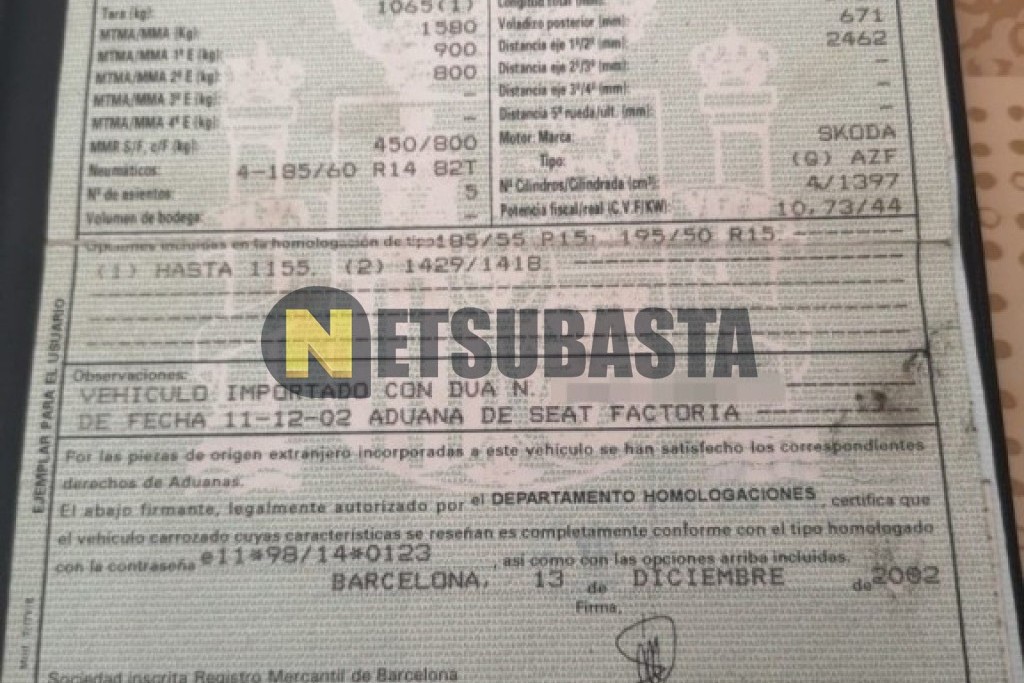 Tara (kg): 1065(1)
MTMA/MMA (Kg): 1580
MTMA/MMA 1º E (kg): 900
MTMA/MMA 2º E (kg): 800
MTMA/MMA 3º E (kg): —
MTMA/MMA 4º E (kg): —
MMR S/F, c/F (kg): 450/800
Neumáticos: 4-185/60 R14 82T
Nº de asientos: 5
Volumen de bodega: —
Voladizo posterior (mm): 671
Distancia eje 1º/2º (mm): 2462
Distancia eje 2º/3º (mm): —
Distancia eje 3º/4º (mm): —
Distancia 5ª rueda/ult. (mm): —
Motor: Marca: SKODA
Tipo: (G) AZF
Nº Cilindros/Cilindrada (cm³): 4/1397
Potencia fiscal/real (C.V.F/KW): 10.73/44
Opciones incluidas en la homologación de tipo 185/55 R15; 195/50 R15.
(1) HASTA 1155. (2) 1429/1418.
NETSUBASTA
Observaciones:
VEHICULO IMPORTADO CON DUA N.
DE FECHA 11-12-02 ADUANA DE SEAT FACTORIA
Por las piezas de origen extranjero incorporadas a este vehículo se han satisfecho los correspondientes
derechos de Aduanas.
El abajo firmante, legalmente autorizado por el DEPARTAMENTO HOMOLOGACIONES, certifica que
el vehículo carrozado cuyas características se reseñan es completamente conforme con el tipo homologado
con la contraseña e11*98/14*0123, así como con las opciones arriba incluidas.
BARCELONA, 13 de DICIEMBRE de 2002
Firma,
Sociedad inscrita Registro Mercantil de Barcelona
EJEMPLAR PARA EL USUARIO